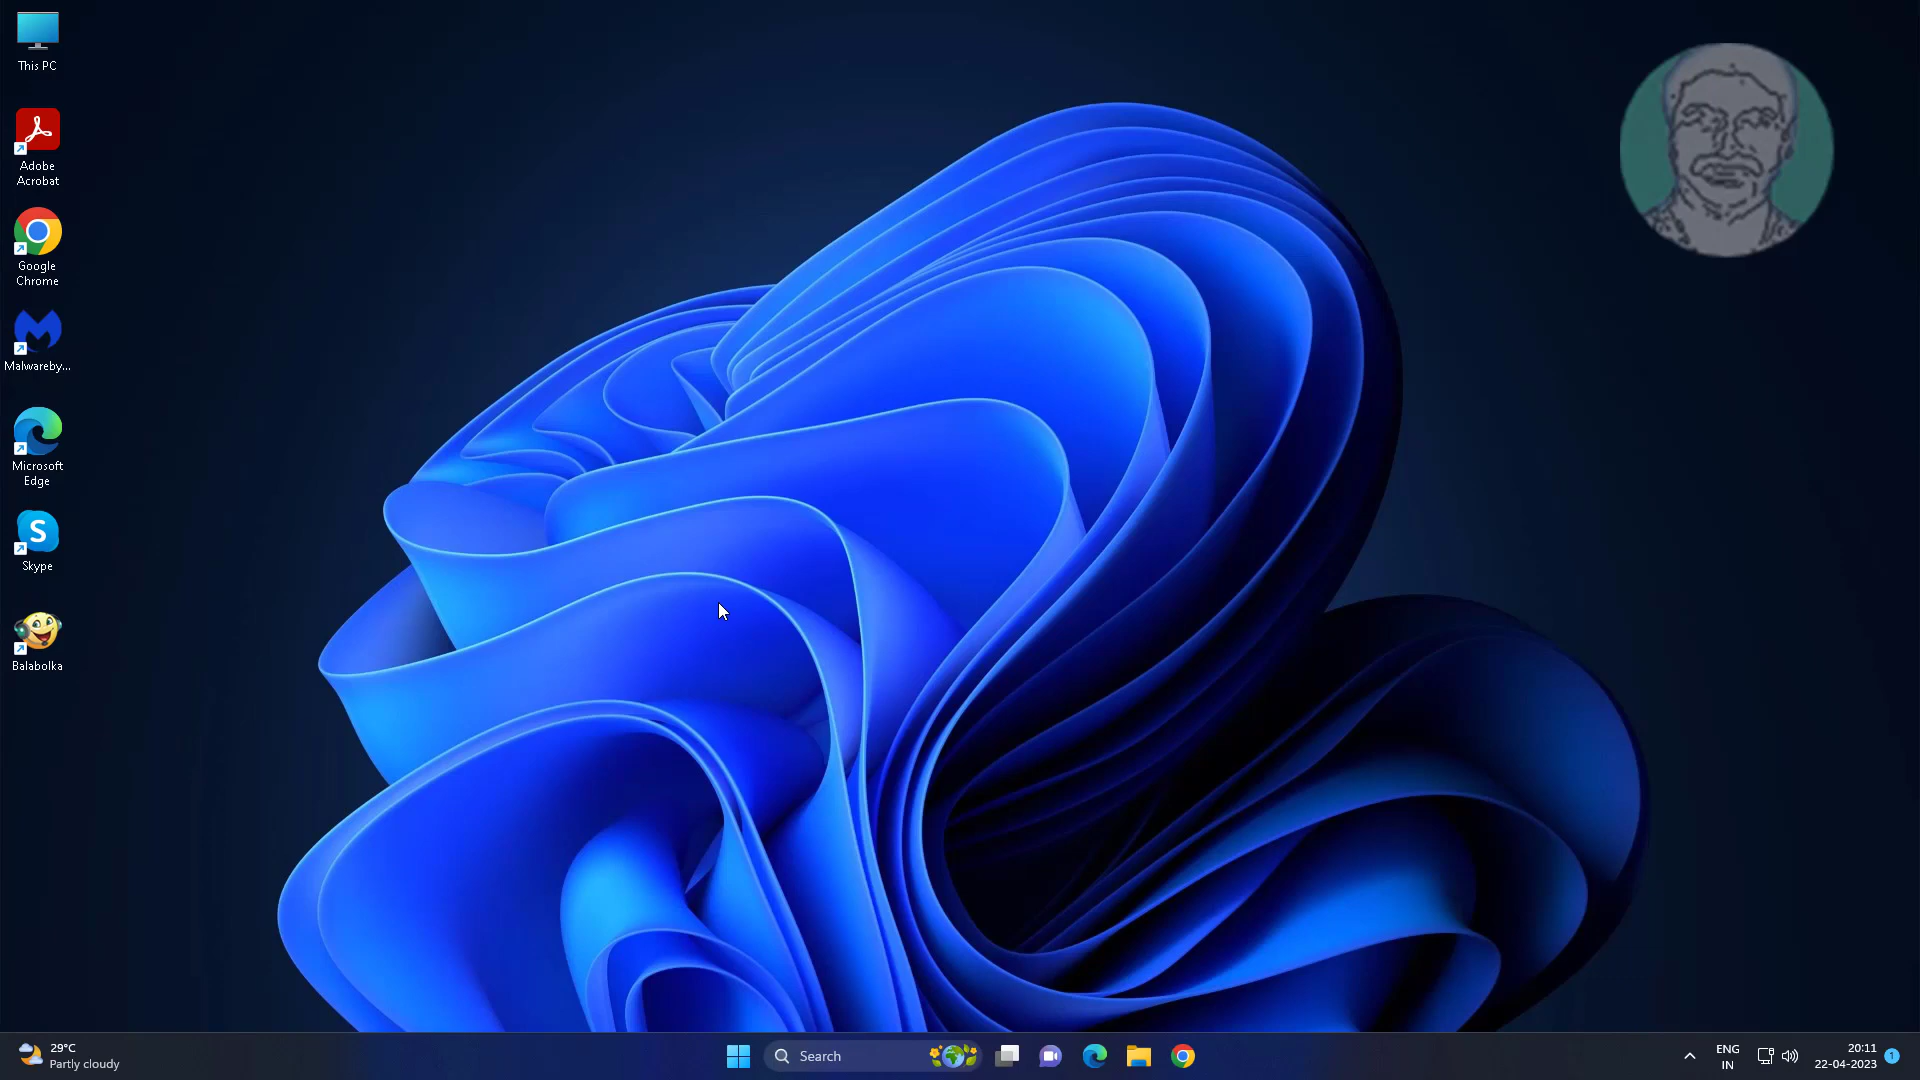 This PC
Adobe
Acrobat
Google
Chrome
Malwareby...
Microsoft
Edge
S
Skype
Balabolka
29°C
Partly cloudy
Search
ENG
IN
20:11
22-04-2023
1